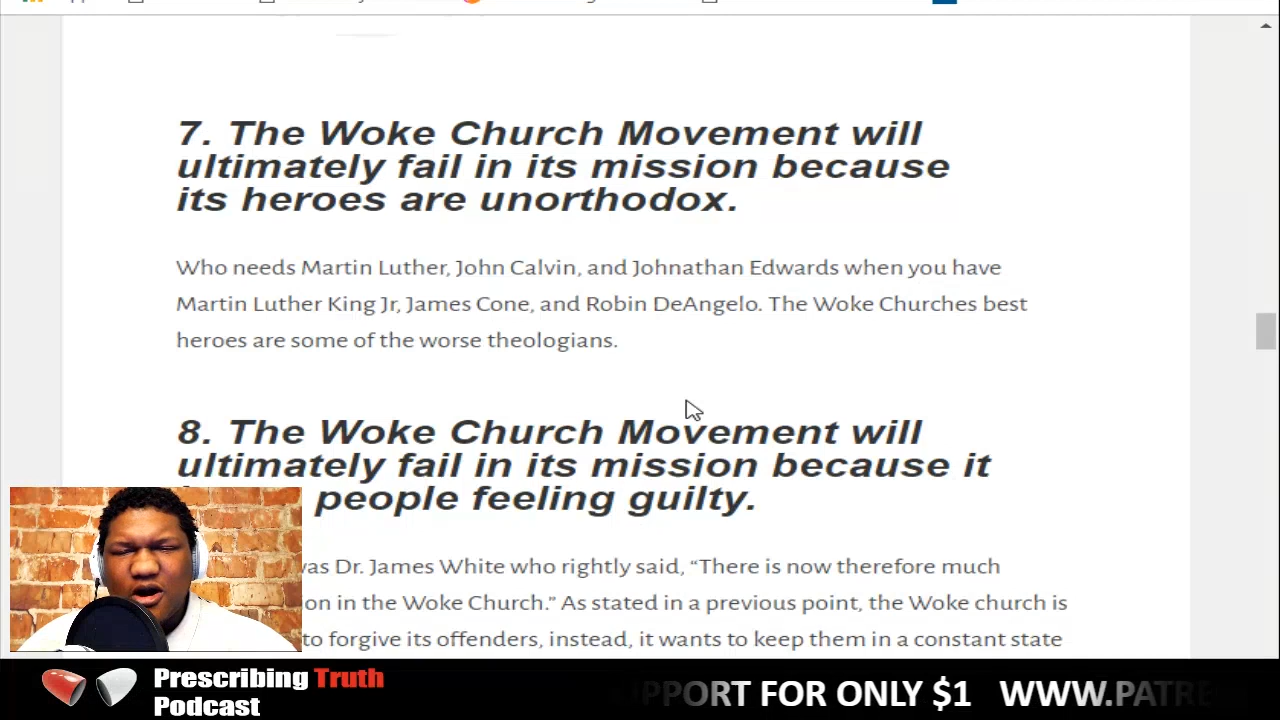 7. The Woke Church Movement will
ultimately fail in its mission because
its heroes are unorthodox.
Who needs Martin Luther, John Calvin, and Johnathan Edwards when you have
Martin Luther King Jr, James Cone, and Robin DeAngelo. The Woke Churches best
heroes are some of the worse theologians.
8. The Woke Church Movement will
ultimately fail in its mission because it
people feeling guilty.
was Dr. James White who rightly said, “There is now therefore much
on in the Woke Church.” As stated in a previous point, the Woke church is
to forgive its offenders, instead, it wants to keep them in a constant state
Prescribing Truth
Podcast
PPORT FOR ONLY $1 WWW.PATRE